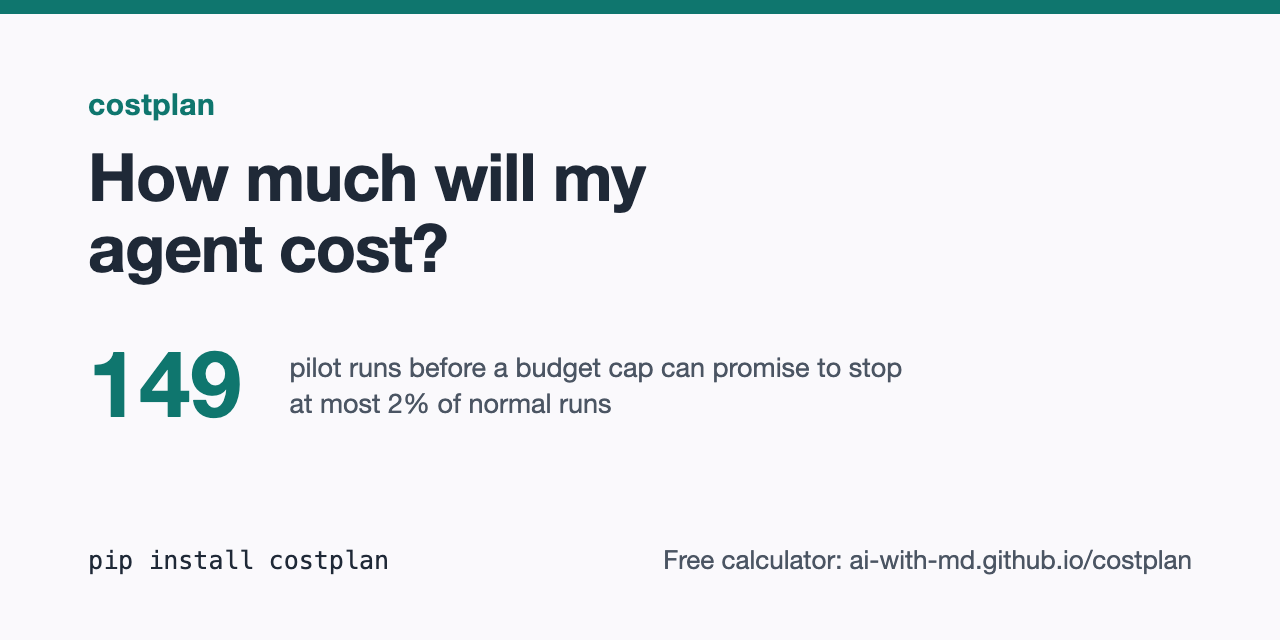 costplan
How much will my
agent cost?
149
pilot runs before a budget cap can promise to stop
at most 2% of normal runs
pip install costplan
Free calculator: ai-with-md.github.io/costplan